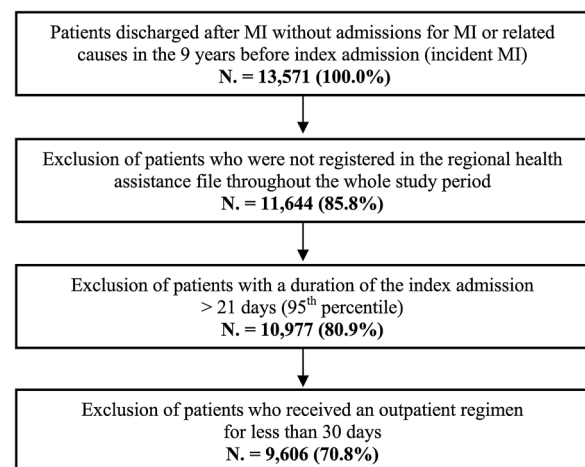 Patients discharged after MI without admissions for MI or related
causes in the 9 years before index admission (incident MI)
N. = 13,571 (100.0%)
Exclusion of patients who were not registered in the regional health
assistance file throughout the whole study period
N. = 11,644 (85.8%)
Exclusion of patients with a duration of the index admission
> 21 days (95th percentile)
N. = 10,977 (80.9%)
Exclusion of patients who received an outpatient regimen
for less than 30 days
N. = 9,606 (70.8%)